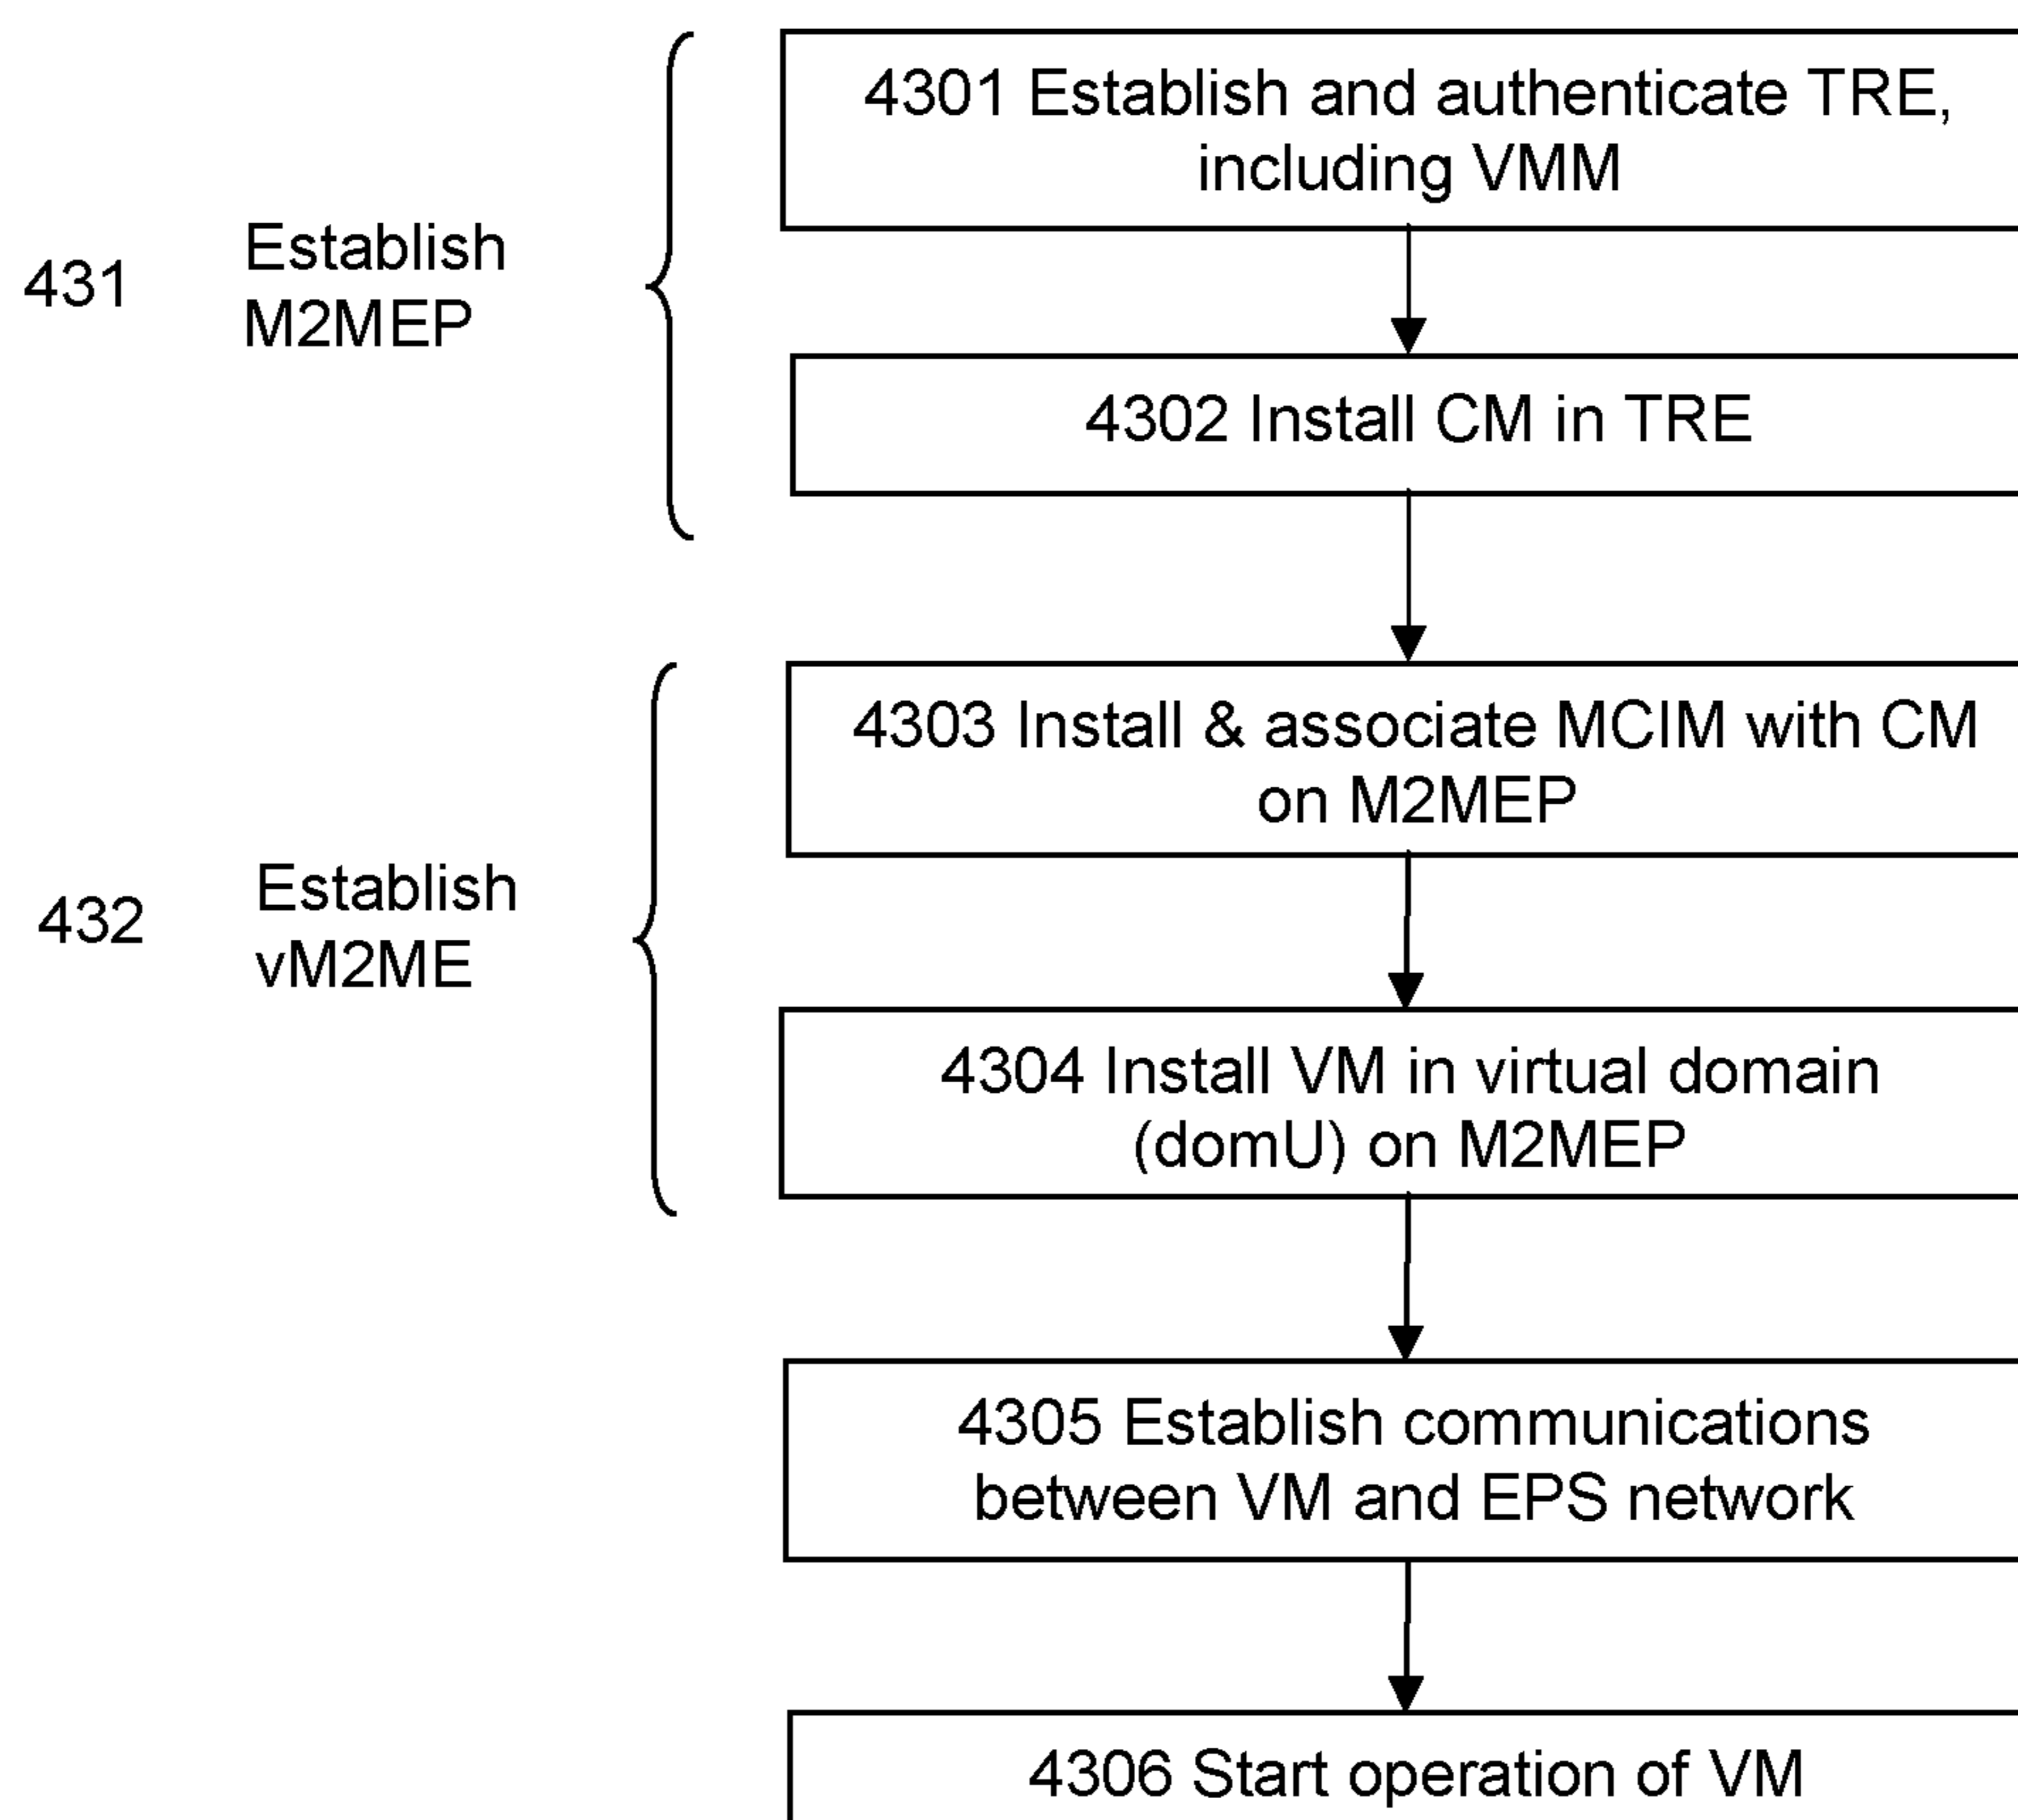 431
Establish
M2MEP
4301 Establish and authenticate TRE,
including VMM
4302 Install CM in TRE
432
Establish
vM2ME
4303 Install & associate MCIM with CM
on M2MEP
4304 Install VM in virtual domain
(domU) on M2MEP
4305 Establish communications
between VM and EPS network
4306 Start operation of VM